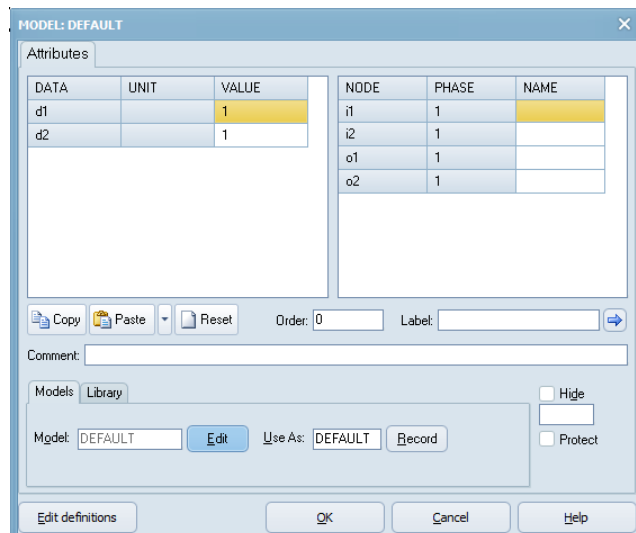 MODEL: DEFAULT
Attributes
DATA UNIT VALUE
d1 1
d2 1
NODE PHASE NAME
i1 1
i2 1
o1 1
o2 1
Copy Paste Reset Order: 0 Label:
Comment:
Models Library
Model: DEFAULT Edit Use As: DEFAULT Record
Hide
Protect
Edit definitions OK Cancel Help